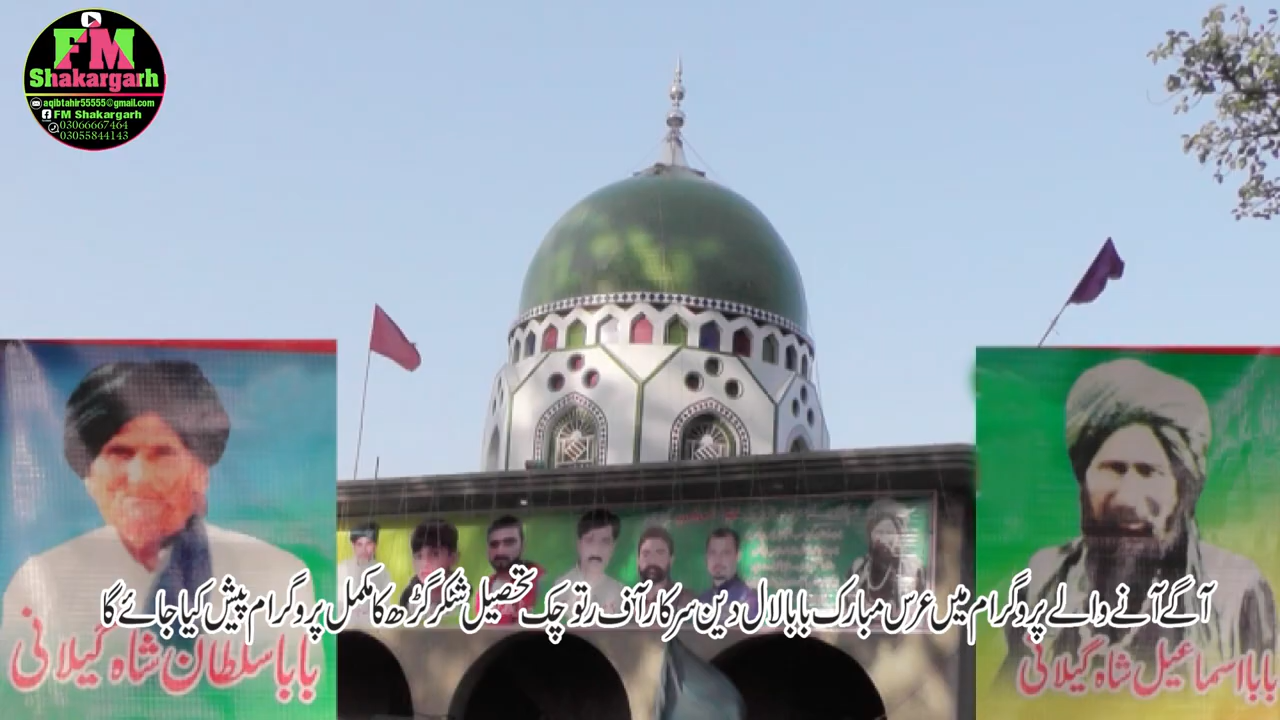 FM
Shakargarh
aqibtahir55555@gmail.com
FM Shakargarh
03066667464
03055844143
آگے آنے والے پروگرام میں عرس مبارک بابا لال دین سرکار آف رتو چک تحصیل شکرگڑھ کا مکمل پروگرام پیش کیا جائے گا
بابا سلطان شاہ گیلانی
بابا اسماعیل شاہ گیلانی